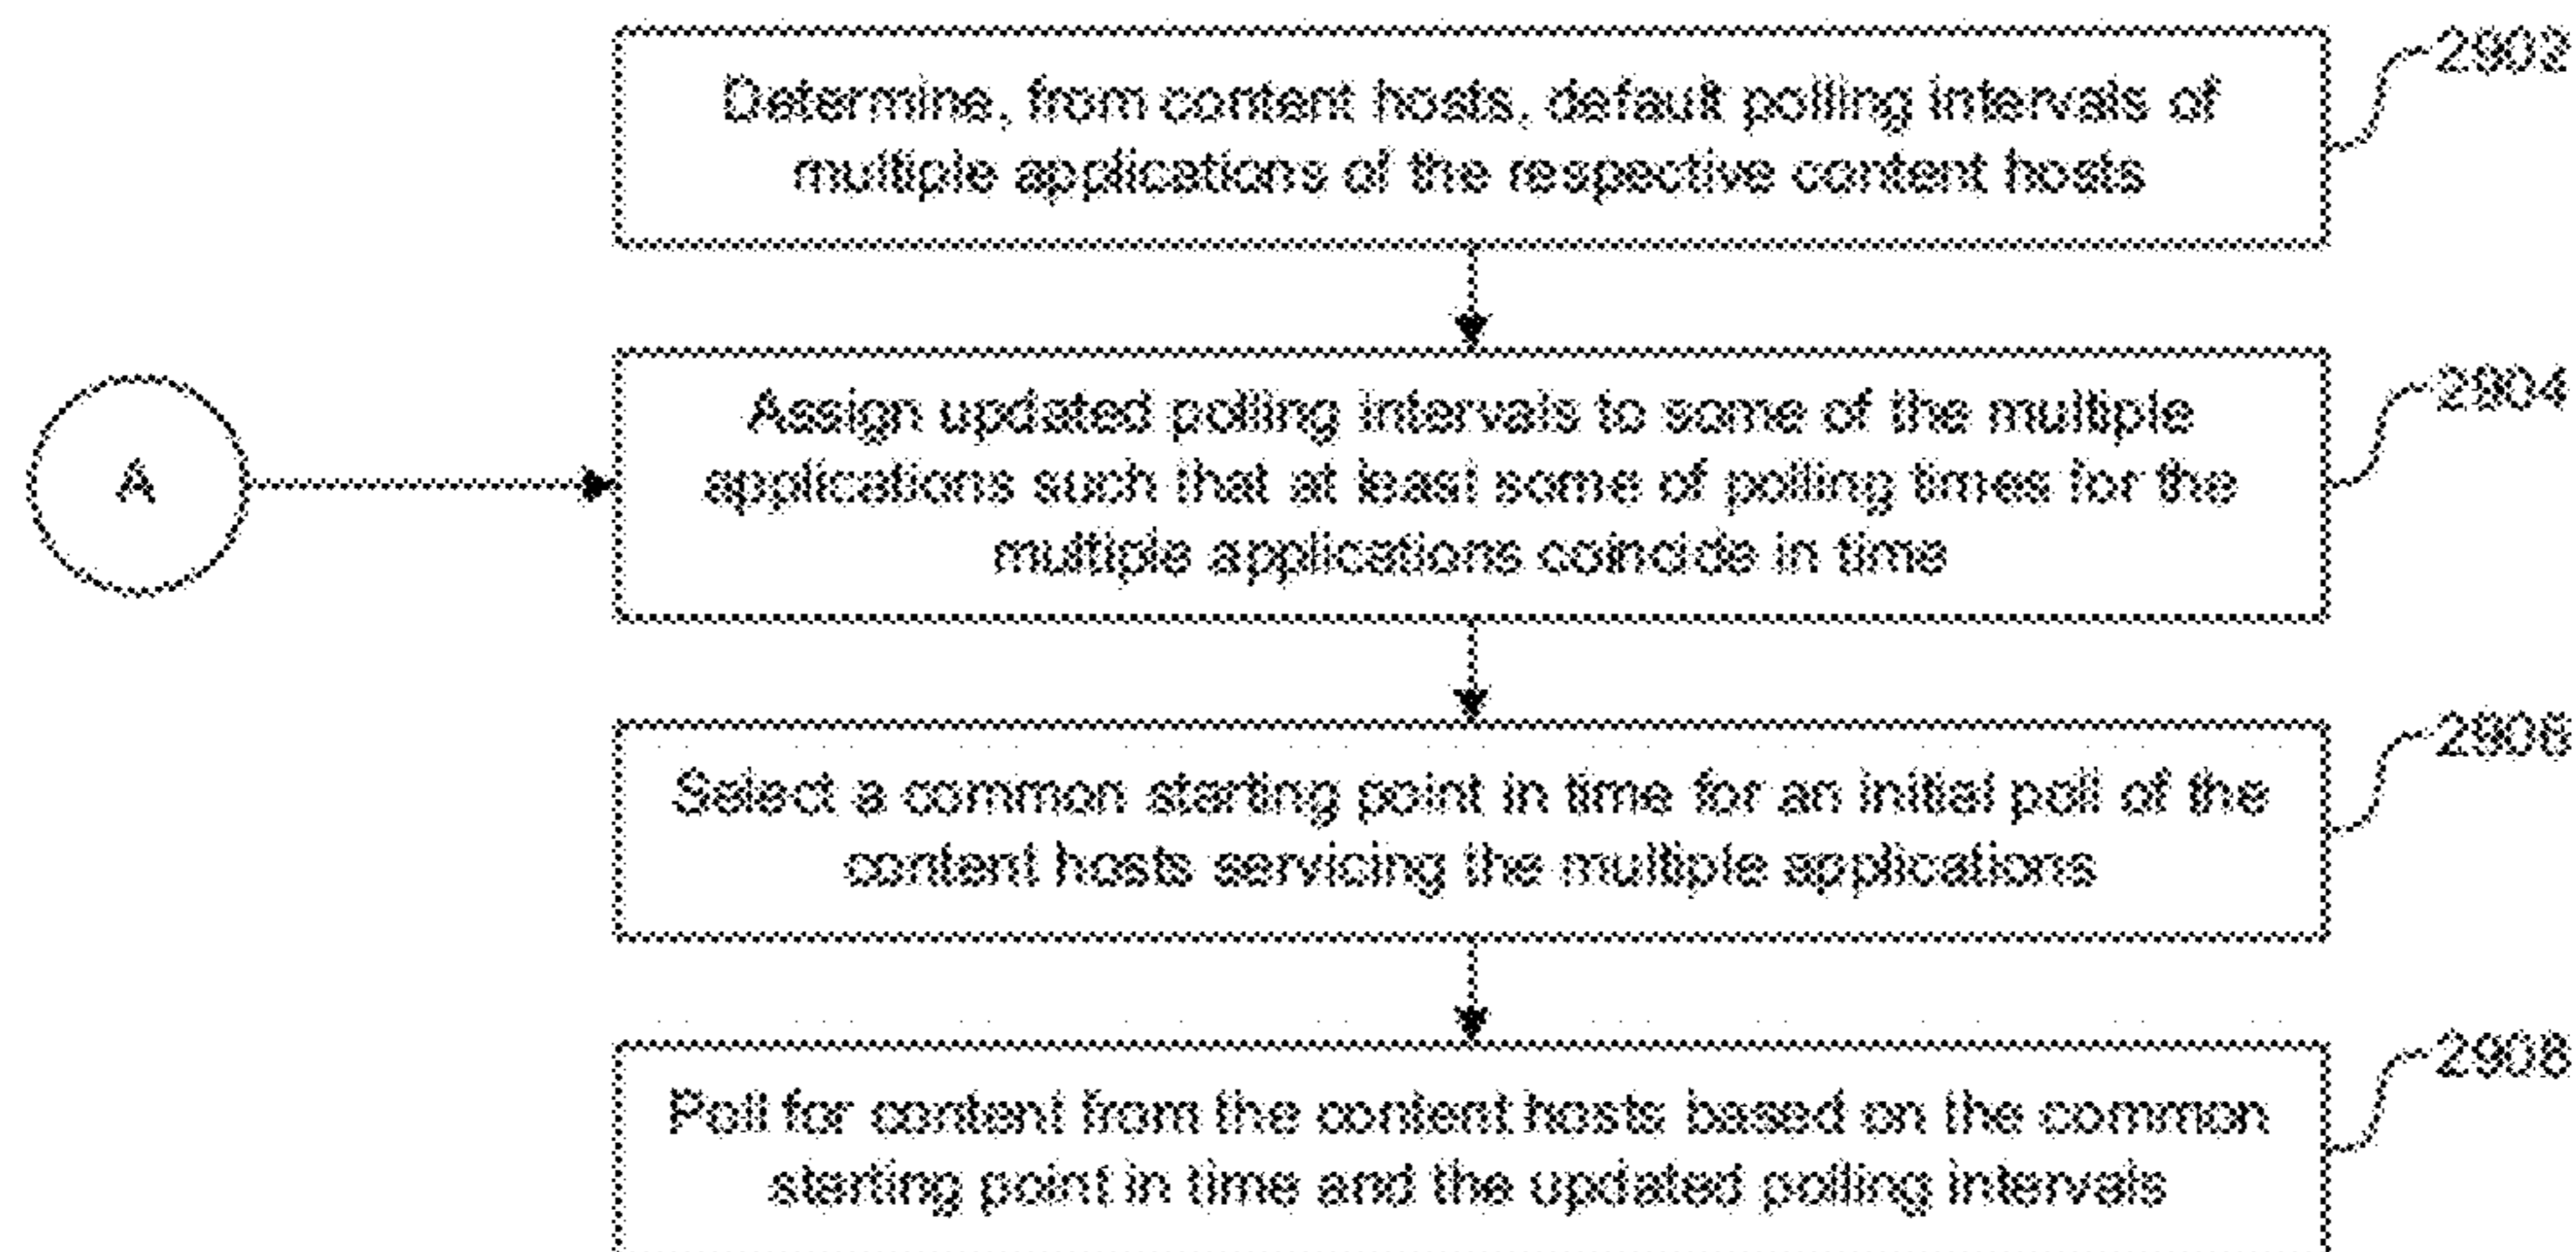 Determine, from content hosts, default polling intervals of
multiple applications of the respective content hosts
2902
A
Assign updated polling intervals to some of the multiple
applications such that at least some of polling times for the
multiple applications coincide in time
2904
Select a common starting point in time for an initial poll of the
content hosts servicing the multiple applications
2906
Poll for content from the content hosts based on the common
starting point in time and the updated polling intervals
2908